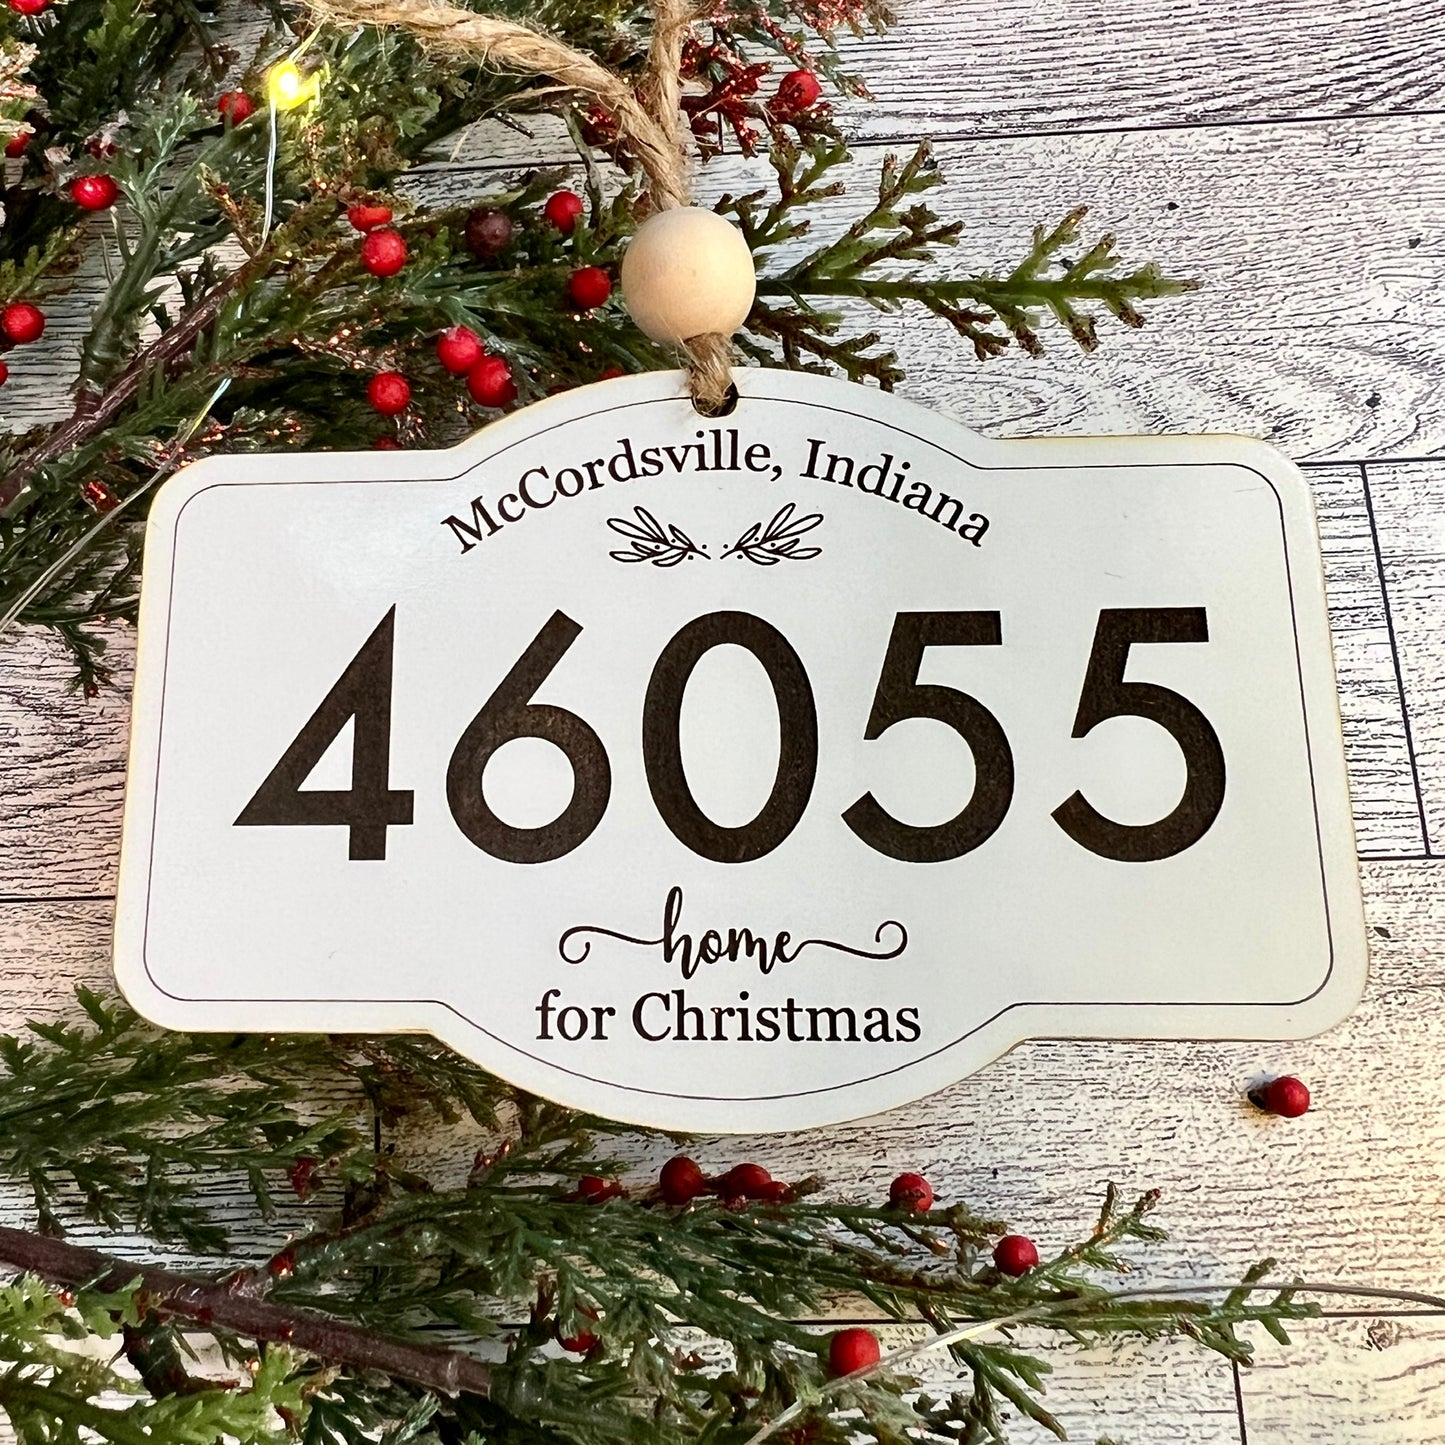 McCordsville, Indiana
46055
home
for Christmas